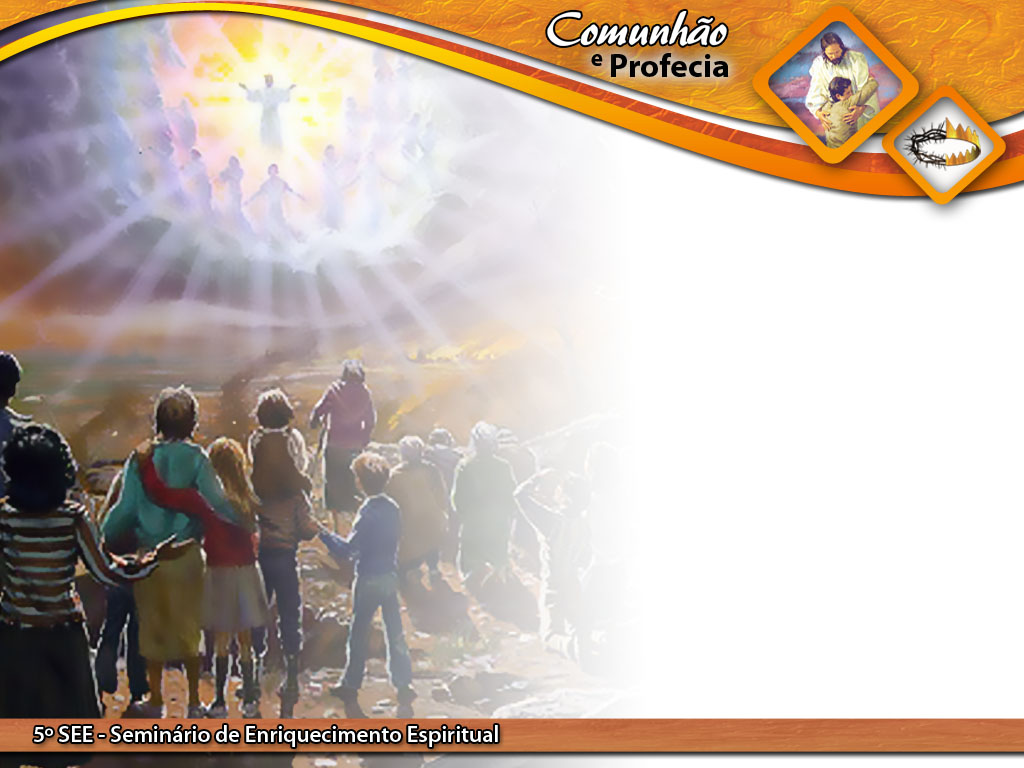 Comunhão
e Profecia
5º SEE - Seminário de Enriquecimento Espiritual